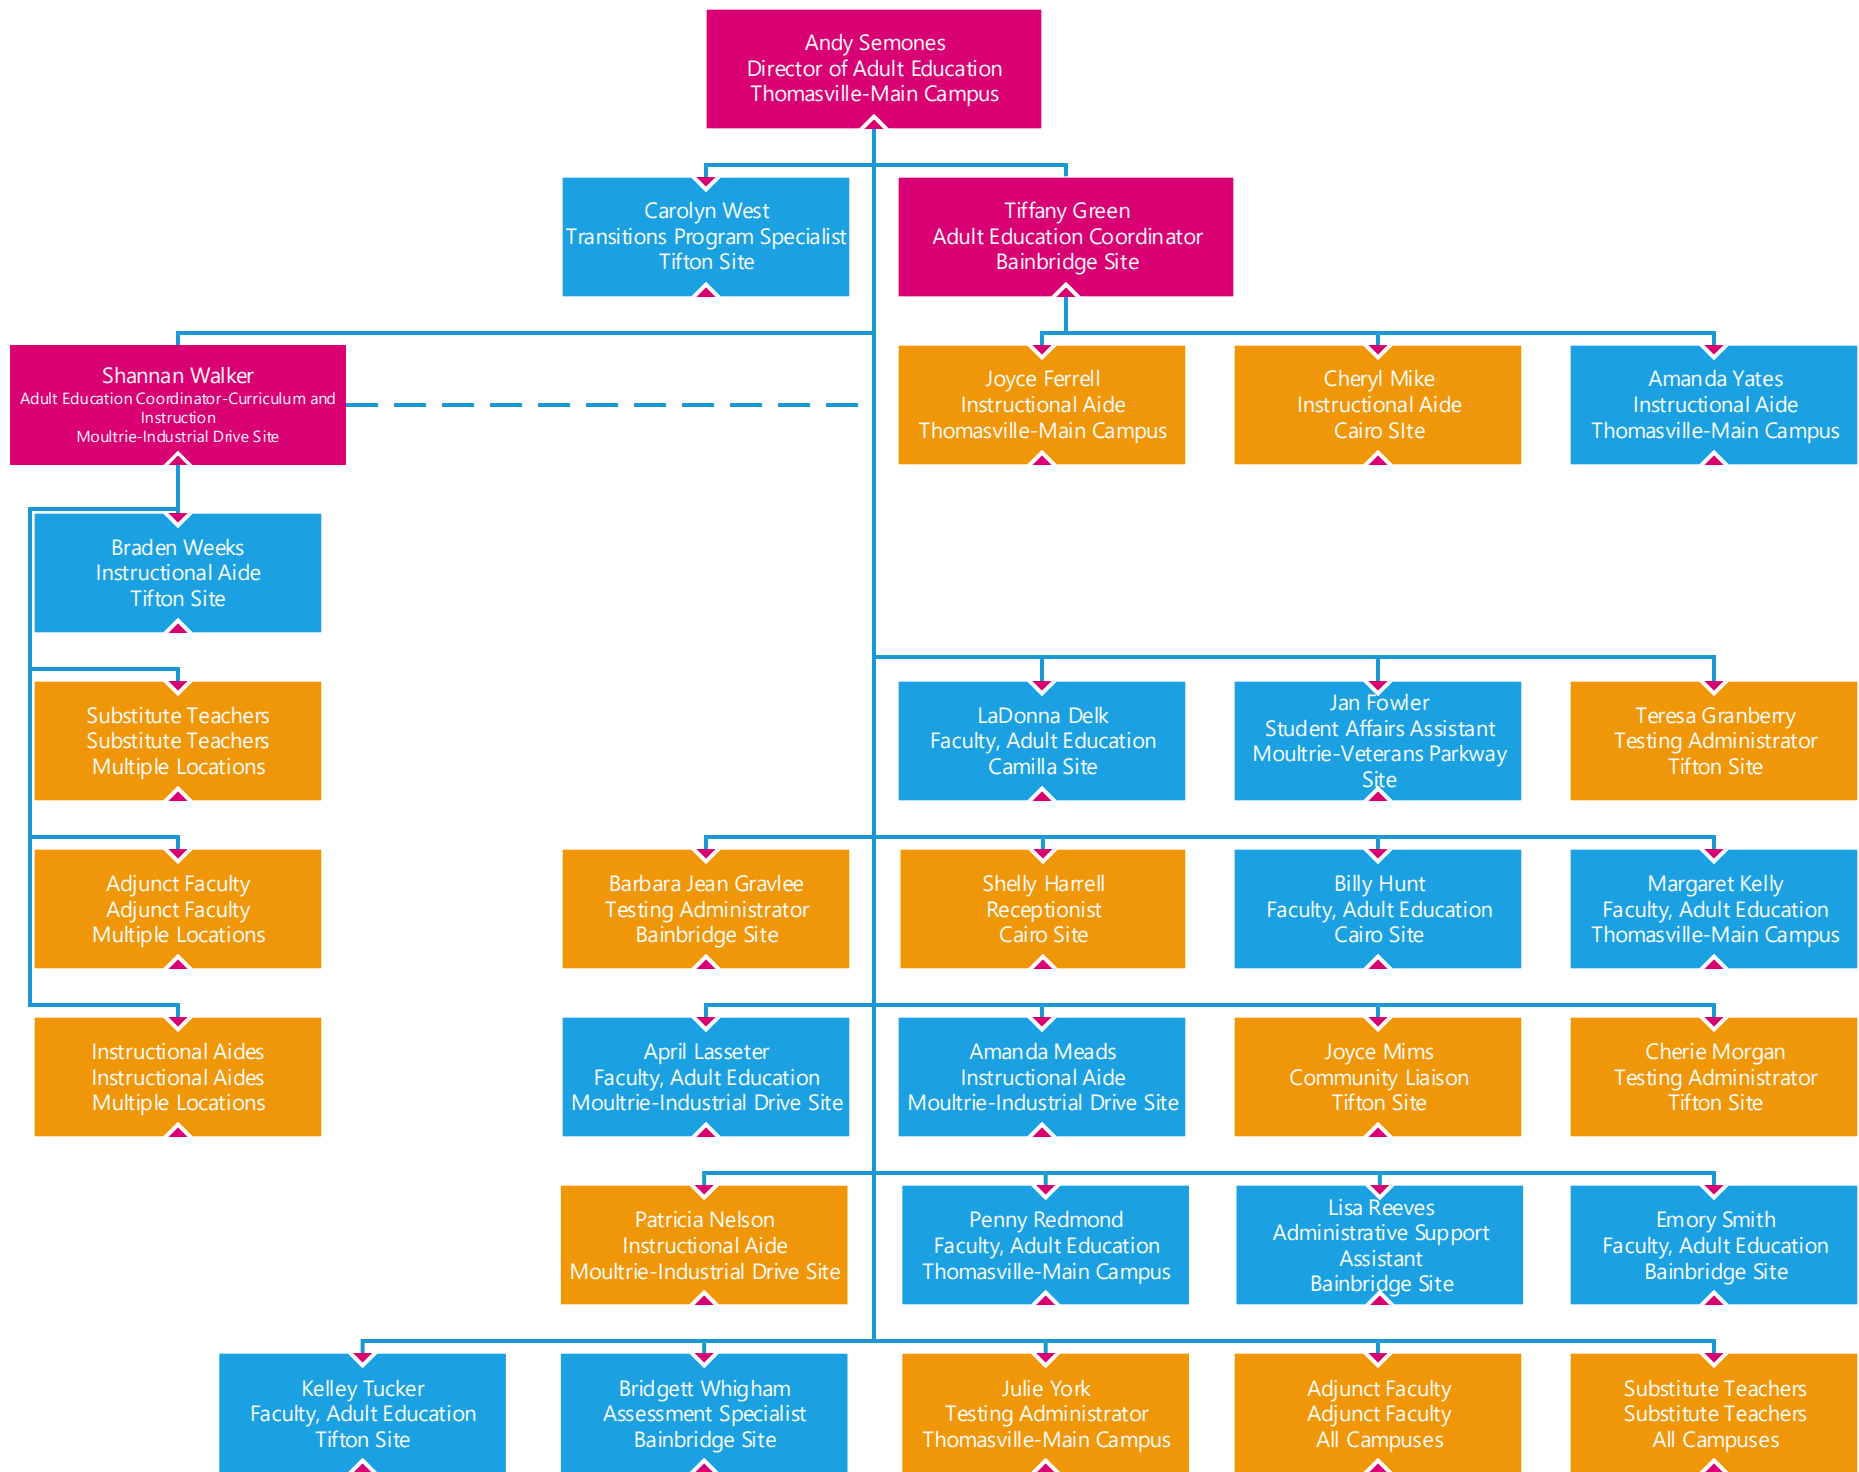 Andy Semones
Director of Adult Education
Thomasville-Main Campus
Carolyn West
Transitions Program Specialist
Tifton Site
Tiffany Green
Adult Education Coordinator
Bainbridge Site
Shannan Walker
Adult Education Coordinator-Curriculum and
Instruction
Moultrie-Industrial Drive Site
Joyce Ferrell
Instructional Aide
Thomasville-Main Campus
Cheryl Mike
Instructional Aide
Cairo SIte
Amanda Yates
Instructional Aide
Thomasville-Main Campus
Braden Weeks
Instructional Aide
Tifton Site
Substitute Teachers
Substitute Teachers
Multiple Locations
LaDonna Delk
Faculty, Adult Education
Camilla Site
Jan Fowler
Student Affairs Assistant
Moultrie-Veterans Parkway
Site
Teresa Granberry
Testing Administrator
Tifton Site
Adjunct Faculty
Adjunct Faculty
Multiple Locations
Barbara Jean Gravlee
Testing Administrator
Bainbridge Site
Shelly Harrell
Receptionist
Cairo Site
Billy Hunt
Faculty, Adult Education
Cairo Site
Margaret Kelly
Faculty, Adult Education
Thomasville-Main Campus
Instructional Aides
Instructional Aides
Multiple Locations
April Lasseter
Faculty, Adult Education
Moultrie-Industrial Drive Site
Amanda Meads
Instructional Aide
Moultrie-Industrial Drive Site
Joyce Mims
Community Liaison
Tifton Site
Cherie Morgan
Testing Administrator
Tifton Site
Patricia Nelson
Instructional Aide
Moultrie-Industrial Drive Site
Penny Redmond
Faculty, Adult Education
Thomasville-Main Campus
Lisa Reeves
Administrative Support
Assistant
Bainbridge Site
Emory Smith
Faculty, Adult Education
Bainbridge Site
Kelley Tucker
Faculty, Adult Education
Tifton Site
Bridgett Whigham
Assessment Specialist
Bainbridge Site
Julie York
Testing Administrator
Thomasville-Main Campus
Adjunct Faculty
Adjunct Faculty
All Campuses
Substitute Teachers
Substitute Teachers
All Campuses